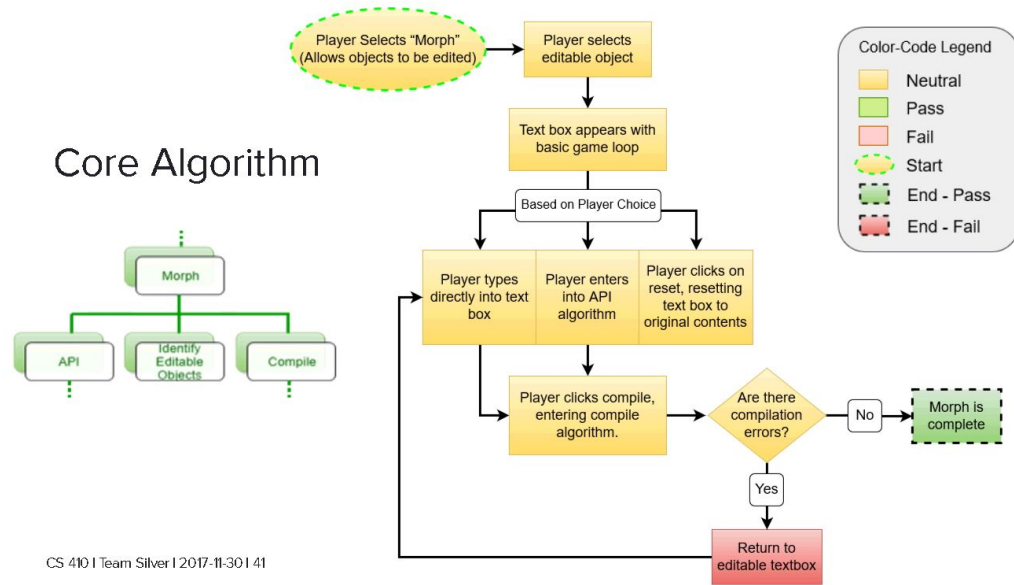 Player Selects “Morph”
(Allows objects to be edited)
Player selects
editable object
Color-Code Legend
Neutral
Pass
Fail
Start
End - Pass
End - Fail
Text box appears with
basic game loop
Core Algorithm
Based on Player Choice
Morph
API
Identify
Editable
Objects
Compile
Player types
directly into text
box
Player enters
into API
algorithm
Player clicks on
reset, resetting
text box to
original contents
Player clicks compile,
entering compile
algorithm.
Are there
compilation
errors?
No
Morph is
complete
Yes
Return to
editable textbox
CS 410 I Team Silver I 2017-11-30 I 41